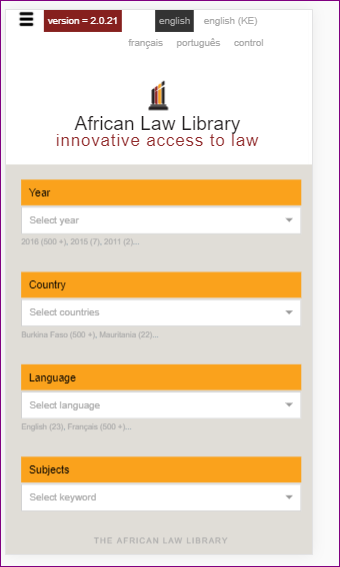 version = 2.0.21 english english (KE)
français português control
African Law Library
innovative access to law
Year
Select year
2016 (500 +), 2015 (7), 2011 (2)...
Country
Select countries
Burkina Faso (500 +), Mauritania (22)...
Language
Select language
English (23), Français (500 +)...
Subjects
Select keyword
THE AFRICAN LAW LIBRARY